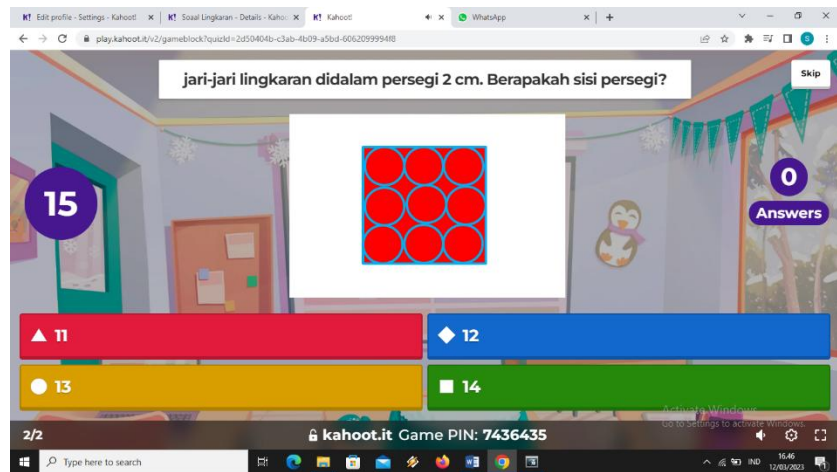 Edit profile - Settings - Kahoot!
Soaal Lingkaran - Details - Kahoo
Kahoot!
WhatsApp
play.kahoot.it/v2/gameblock?quizId=2d50404b-c3ab-4b09-a5bd-6062099994f8
jari-jari lingkaran didalam persegi 2 cm. Berapakah sisi persegi?
Skip
15
0
Answers
11
12
13
14
Activate Windows
Go to Settings to activate Windows.
2/2
kahoot.it Game PIN: 7436435
Type here to search
IND
16.46
12/03/2023